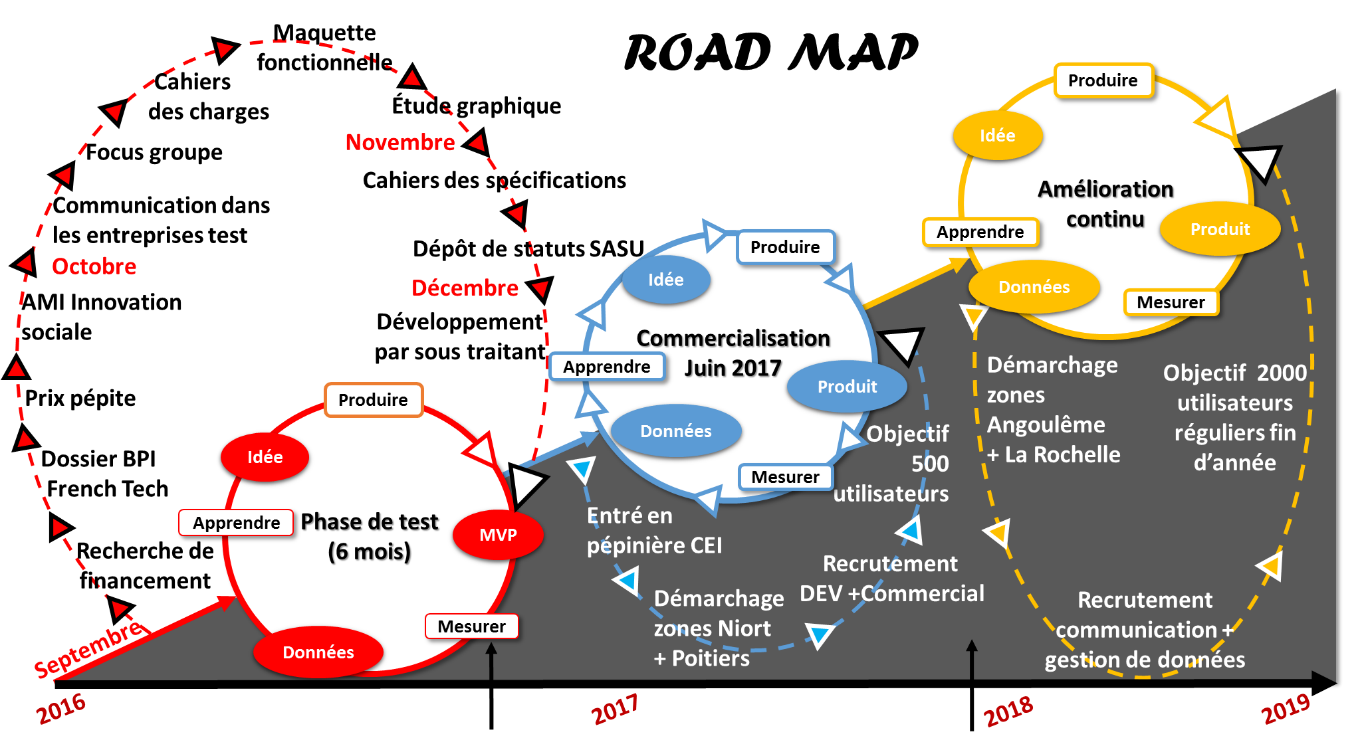 ROAD MAP
Septembre
Recherche de
financement
Dossier BPI
French Tech
Prix pépite
AMI Innovation
sociale
Octobre
Communication dans
les entreprises test
Focus groupe
Cahiers
des charges
Maquette
fonctionnelle
Étude graphique
Novembre
Cahiers des spécifications
Dépôt de statuts SASU
Décembre
Développement
par sous traitant
Produire
Idée
Apprendre
Phase de test
(6 mois)
MVP
Mesurer
Données
Produire
Idée
Commercialisation
Juin 2017
Apprendre
Produit
Données
Mesurer
Entré en
pépinière CEI
Démarchage
zones Niort
+ Poitiers
Recrutement
DEV +Commercial
Objectif
500
utilisateurs
Produire
Idée
Amélioration
continu
Apprendre
Produit
Données
Mesurer
Démarchage
zones
Angoulême
+ La Rochelle
Recrutement
communication +
gestion de données
Objectif 2000
utilisateurs
réguliers fin
d’année
2016
2017
2018
2019